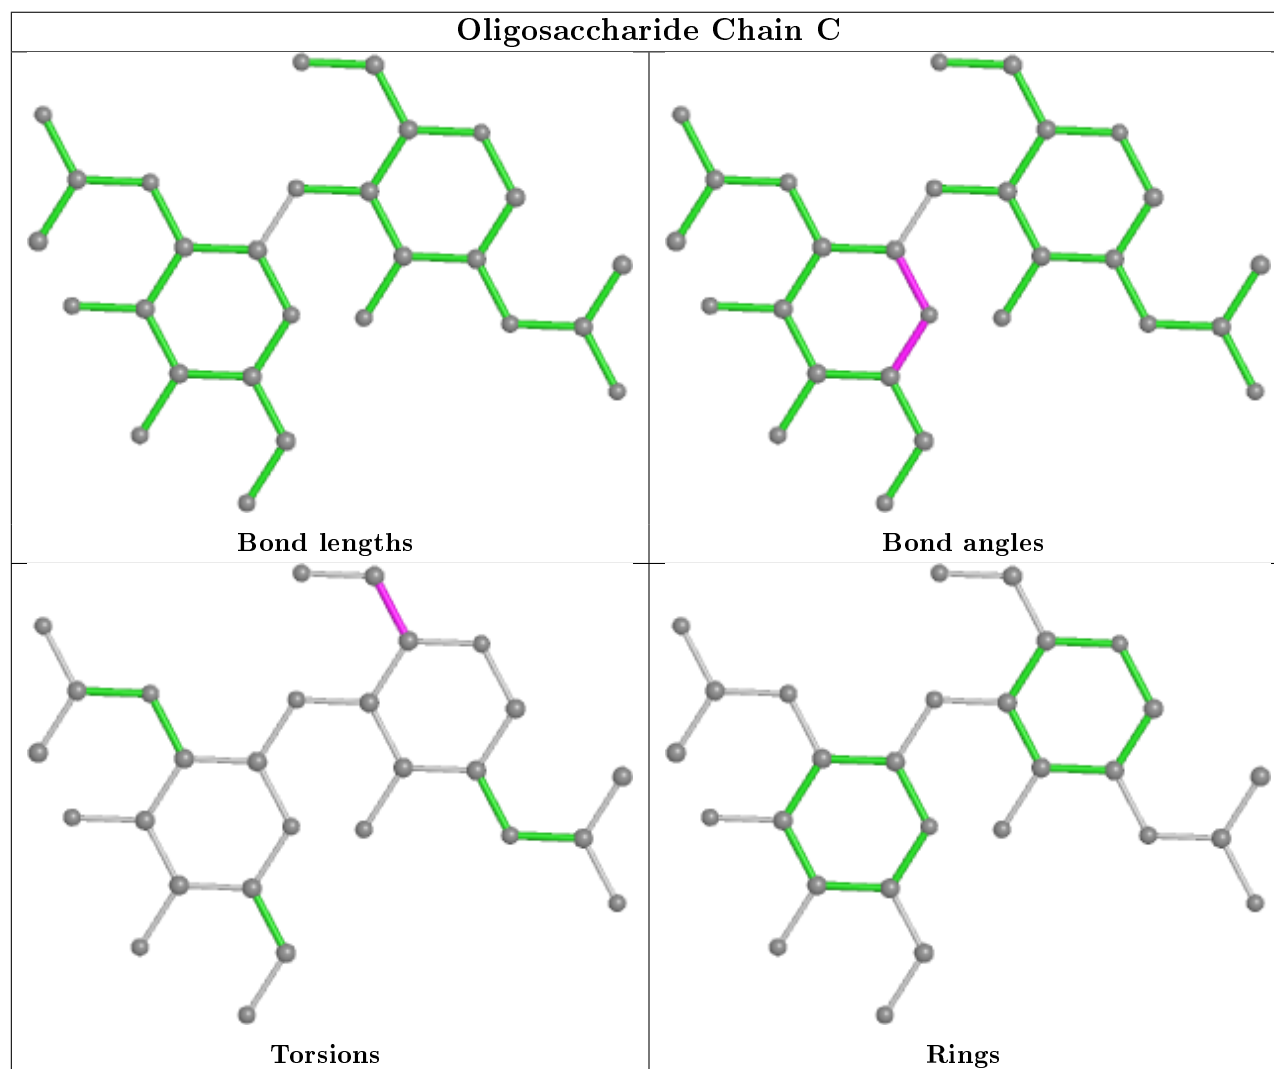 Oligosaccharide Chain C
Bond lengths
Bond angles
Torsions
Rings